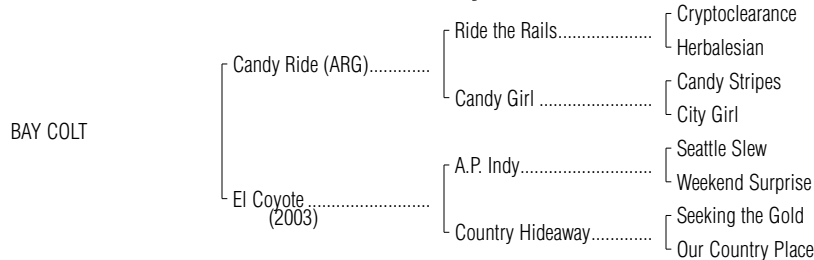 Cryptoclearance
Ride the Rails.....................
Herbalesian
Candy Ride (ARG).............
Candy Stripes
Candy Girl .........................
City Girl
BAY COLT
Seattle Slew
A.P. Indy.............................
Weekend Surprise
El Coyote ...........................
(2003)
Seeking the Gold
Country Hideaway.............
Our Country Place